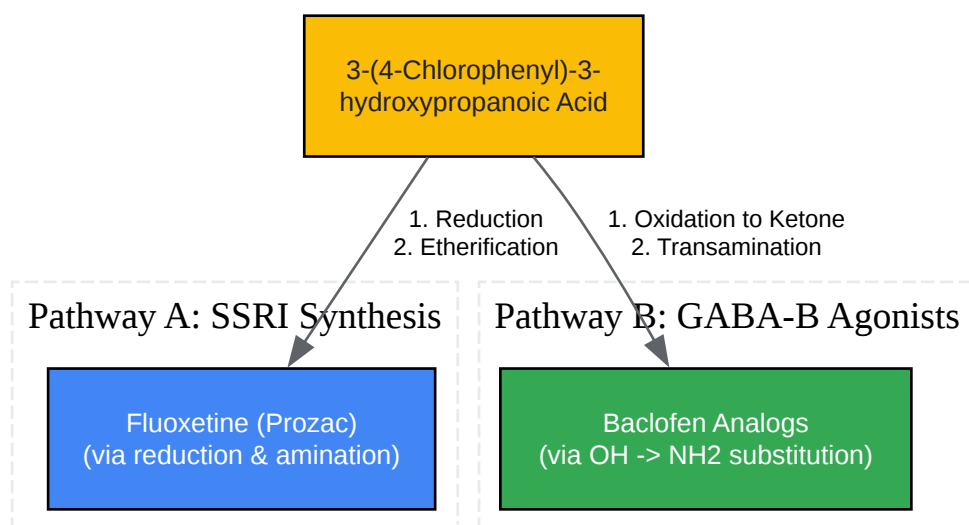 3-(4-Chlorophenyl)-3-
hydroxypropanoic Acid
1. Reduction
2. Etherification
1. Oxidation to Ketone
2. Transamination
Pathway A: SSRI Synthesis
Pathway B: GABA-B Agonists
Fluoxetine (Prozac)
(via reduction & amination)
Baclofen Analogs
(via OH -> NH2 substitution)